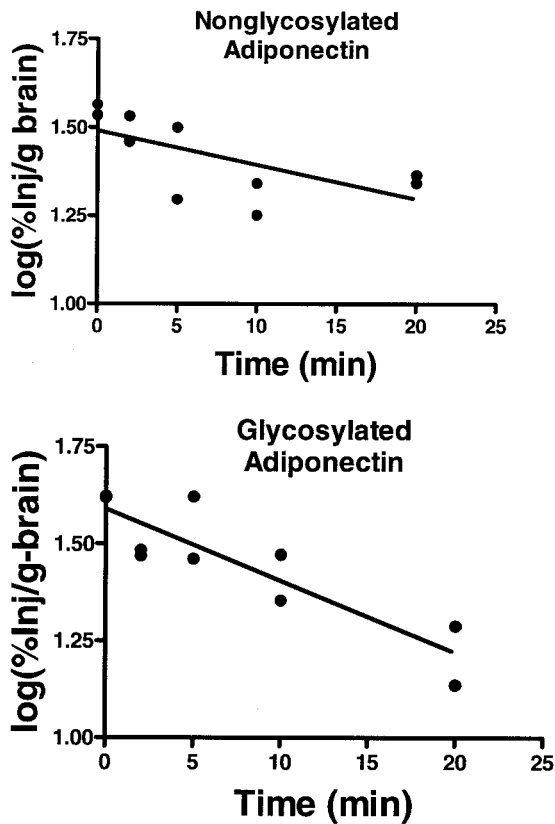 Nonglycosylated
Adiponectin
log(%Inj/g brain)
1.75
1.50
1.25
1.00
0 5 10 15 20 25
Time (min)
Glycosylated
Adiponectin
log(%Inj/g-brain)
1.75
1.50
1.25
1.00
0 5 10 15 20 25
Time (min)